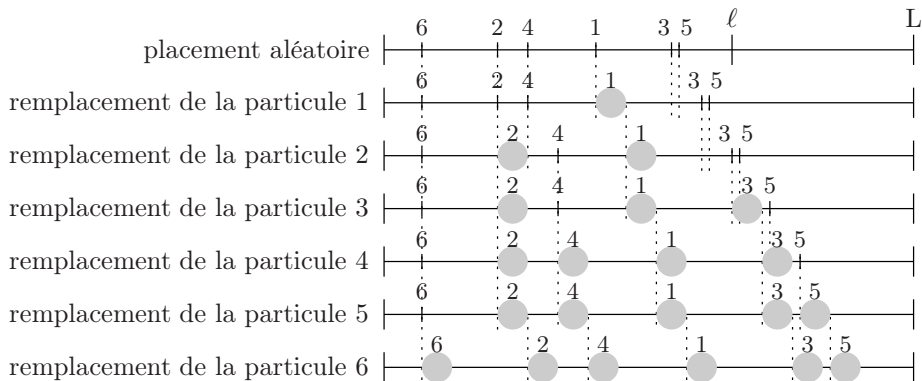 6 2 4 1 3 5 ℓ L
placement aléatoire
remplacement de la particule 1 6 2 4 1 3 5
remplacement de la particule 2 6 2 4 1 3 5
remplacement de la particule 3 6 2 4 1 3 5
remplacement de la particule 4 6 2 4 1 3 5
remplacement de la particule 5 6 2 4 1 3 5
remplacement de la particule 6 6 2 4 1 3 5